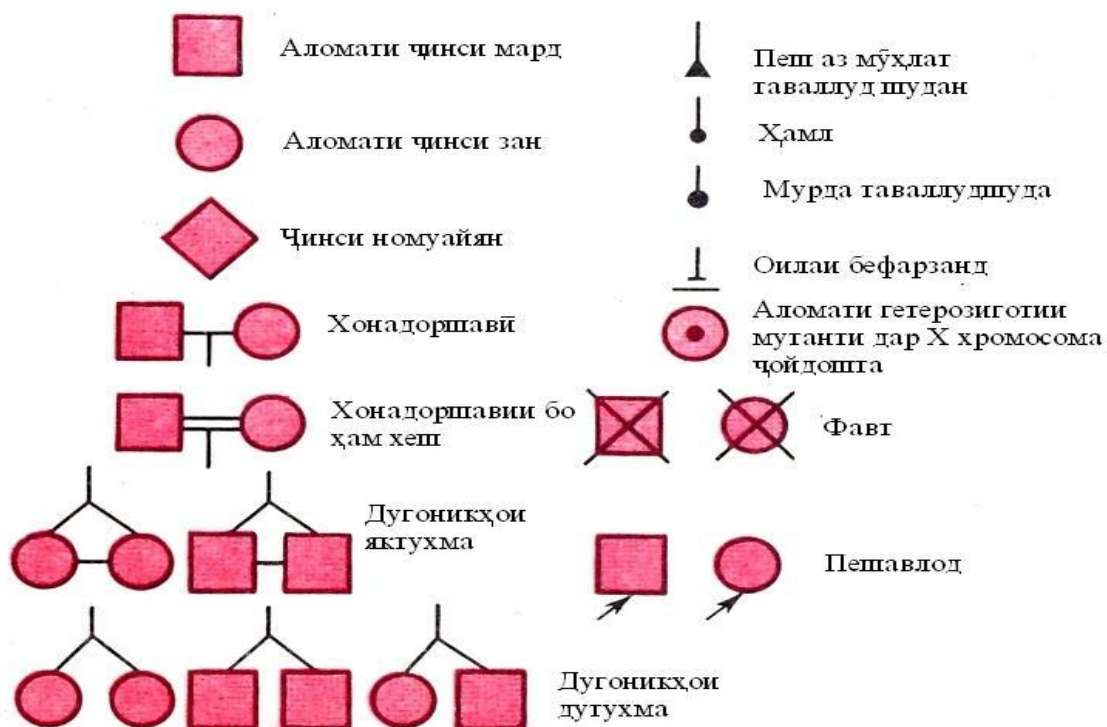 Аломати ҷинси мард
Аломати ҷинси зан
Ҷинси номуайян
Хонадоршавӣ
Хонадоршавии бо
ҳам хеш
Дугоникҳои
яктухма
Дугоникҳои
дутухма
Пеш аз мӯҳлат
таваллуд шудан
Ҳамл
Мурда таваллудшуда
Оилаи бефарзанд
Аломати гетерозиготии
мутанти дар Х хромосома
ҷойдошта
Фавт
Пешавлод